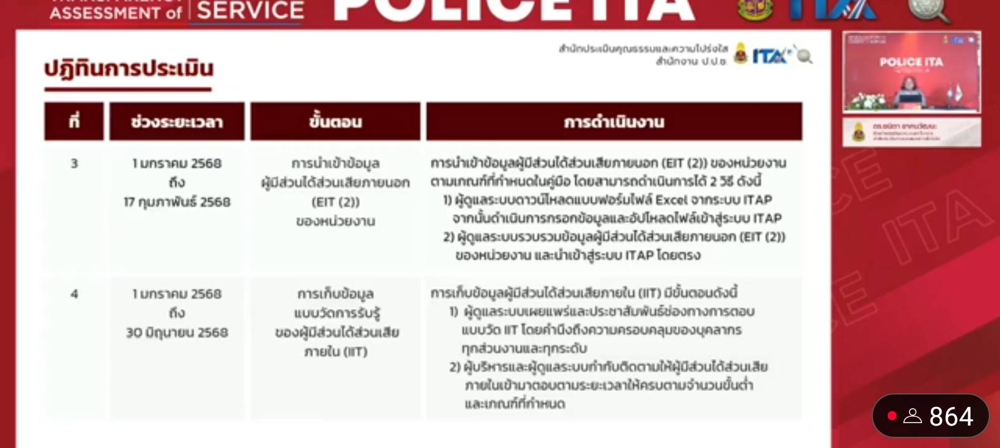 ASSESSMENT of
SERVICE
POLICE ITA
สำนักประเมินคุณธรรมและความโปร่งใส
สำนักงาน ป.ป.ช.
ITA
ปฏิทินการประเมิน
ที่
ช่วงระยะเวลา
ขั้นตอน
การดำเนินงาน
3
1 มกราคม 2568
ถึง
17 กุมภาพันธ์ 2568
การนำเข้าข้อมูล
ผู้มีส่วนได้ส่วนเสียภายนอก
(EIT (2))
ของหน่วยงาน
การนำเข้าข้อมูลผู้มีส่วนได้ส่วนเสียภายนอก (EIT (2)) ของหน่วยงาน
ตามเกณฑ์ที่กำหนดในคู่มือ โดยสามารถดำเนินการได้ 2 วิธี ดังนี้
1) ผู้ดูแลระบบดาวน์โหลดแบบฟอร์มไฟล์ Excel จากระบบ ITAP
จากนั้นดำเนินการกรอกข้อมูลและอัปโหลดไฟล์เข้าสู่ระบบ ITAP
2) ผู้ดูแลระบบรวบรวมข้อมูลผู้มีส่วนได้ส่วนเสียภายนอก (EIT (2))
ของหน่วยงาน และนำเข้าสู่ระบบ ITAP โดยตรง
4
1 มกราคม 2568
ถึง
30 มิถุนายน 2568
การเก็บข้อมูล
แบบวัดการรับรู้
ของผู้มีส่วนได้ส่วนเสีย
ภายใน (IIT)
การเก็บข้อมูลผู้มีส่วนได้ส่วนเสียภายใน (IIT) มีขั้นตอนดังนี้
1) ผู้ดูแลระบบเผยแพร่และประชาสัมพันธ์ช่องทางการตอบ
แบบวัด IIT โดยคำนึงถึงความครอบคลุมของบุคลากร
ทุกส่วนงานและทุกระดับ
2) ผู้บริหารและผู้ดูแลระบบกำกับติดตามให้ผู้มีส่วนได้ส่วนเสีย
ภายในเข้ามาตอบตามระยะเวลาให้ครบตามจำนวนขั้นต่ำ
และเกณฑ์ที่กำหนด
POLICE ITA
ITA
864